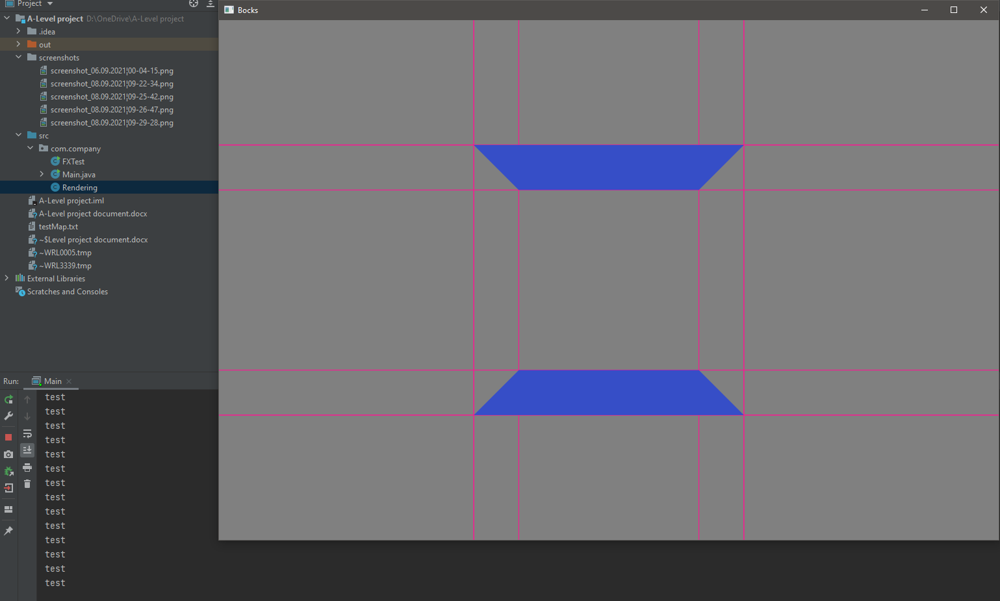 Project
A-Level project D:\OneDrive\A-Level project
.idea
out
screenshots
screenshot_06.09.2021¦00-04-15.png
screenshot_08.09.2021¦09-22-34.png
screenshot_08.09.2021¦09-25-42.png
screenshot_08.09.2021¦09-26-47.png
screenshot_08.09.2021¦09-29-28.png
src
com.company
FXTest
Main.java
Rendering
A-Level project.iml
A-Level project document.docx
testMap.txt
~$Level project document.docx
~WRL0005.tmp
~WRL3339.tmp
External Libraries
Scratches and Consoles
Bocks
Run: Main
test
test
test
test
test
test
test
test
test
test
test
test
test
test